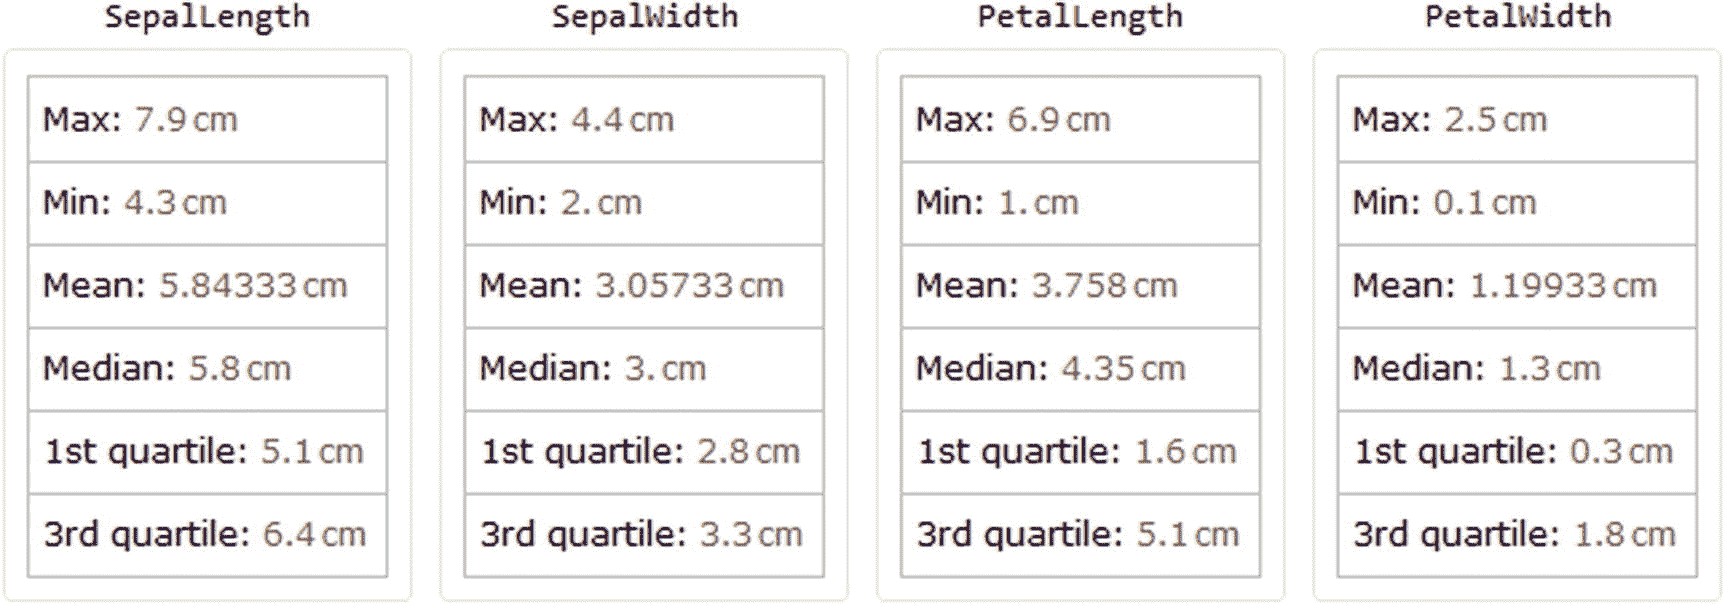 SepalLength
Max: 7.9 cm
Min: 4.3 cm
Mean: 5.84333 cm
Median: 5.8 cm
1st quartile: 5.1 cm
3rd quartile: 6.4 cm
SepalWidth
Max: 4.4 cm
Min: 2. cm
Mean: 3.05733 cm
Median: 3. cm
1st quartile: 2.8 cm
3rd quartile: 3.3 cm
PetalLength
Max: 6.9 cm
Min: 1. cm
Mean: 3.758 cm
Median: 4.35 cm
1st quartile: 1.6 cm
3rd quartile: 5.1 cm
PetalWidth
Max: 2.5 cm
Min: 0.1 cm
Mean: 1.19933 cm
Median: 1.3 cm
1st quartile: 0.3 cm
3rd quartile: 1.8 cm